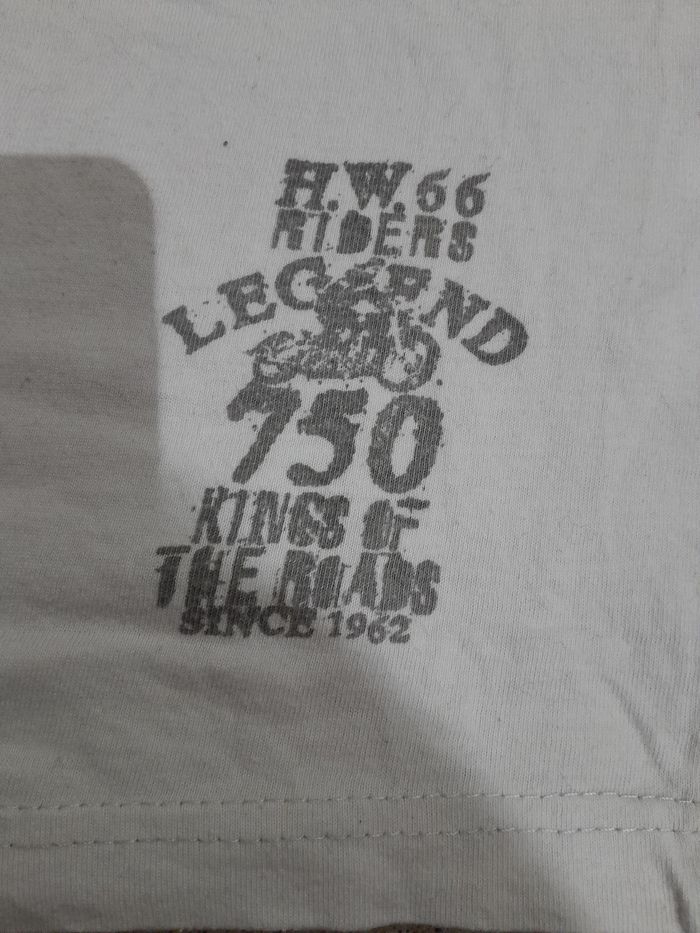 H.W.66
RIDERS
LEGEND
750
KINGS OF
THE ROADS
SINCE 1962